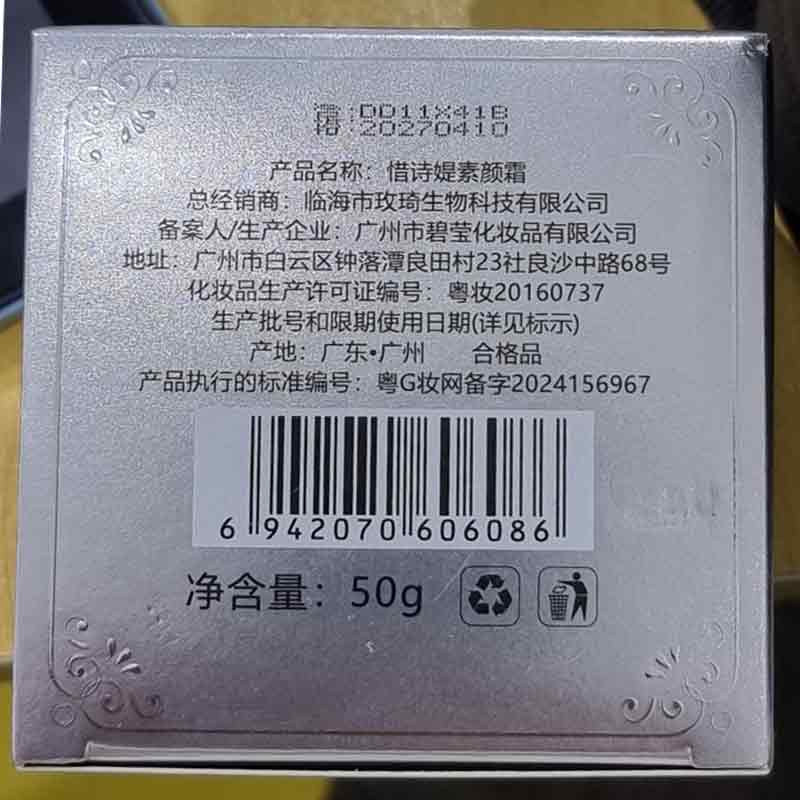 DD11X41B
20270410
产品名称：惜诗媞素颜霜
总经销商：临海市玫琦生物科技有限公司
备案人/生产企业：广州市碧莹化妆品有限公司
地址：广州市白云区钟落潭良田村23社良沙中路68号
化妆品生产许可证编号：粤妆20160737
生产批号和限期使用日期(详见标示)
产地：广东•广州 合格品
产品执行的标准编号：粤G妆网备字2024156967
6 942070 606086
净含量：50g